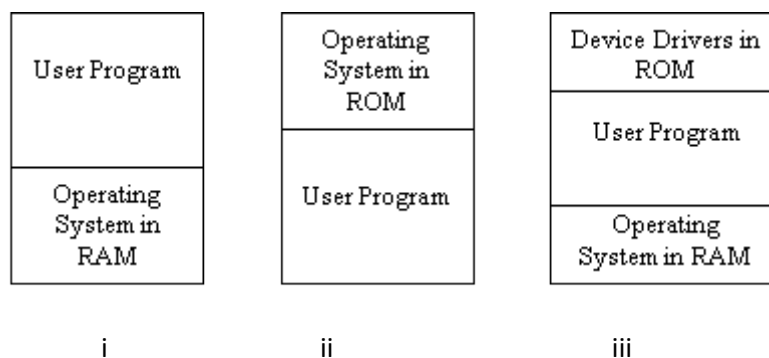 User Program
Operating
System in
RAM
Operating
System in
ROM
User Program
Device Drivers in
ROM
User Program
Operating
System in RAM
i
ii
iii